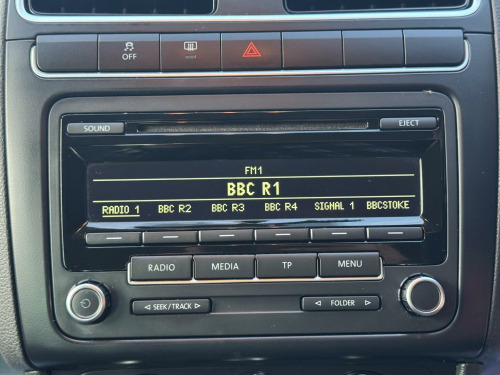 OFF
SOUND
EJECT
FM1
BBC R1
RADIO 1 BBC R2 BBC R3 BBC R4 SIGNAL 1 BBCSTOKE
RADIO MEDIA TP MENU
SEEK/TRACK FOLDER